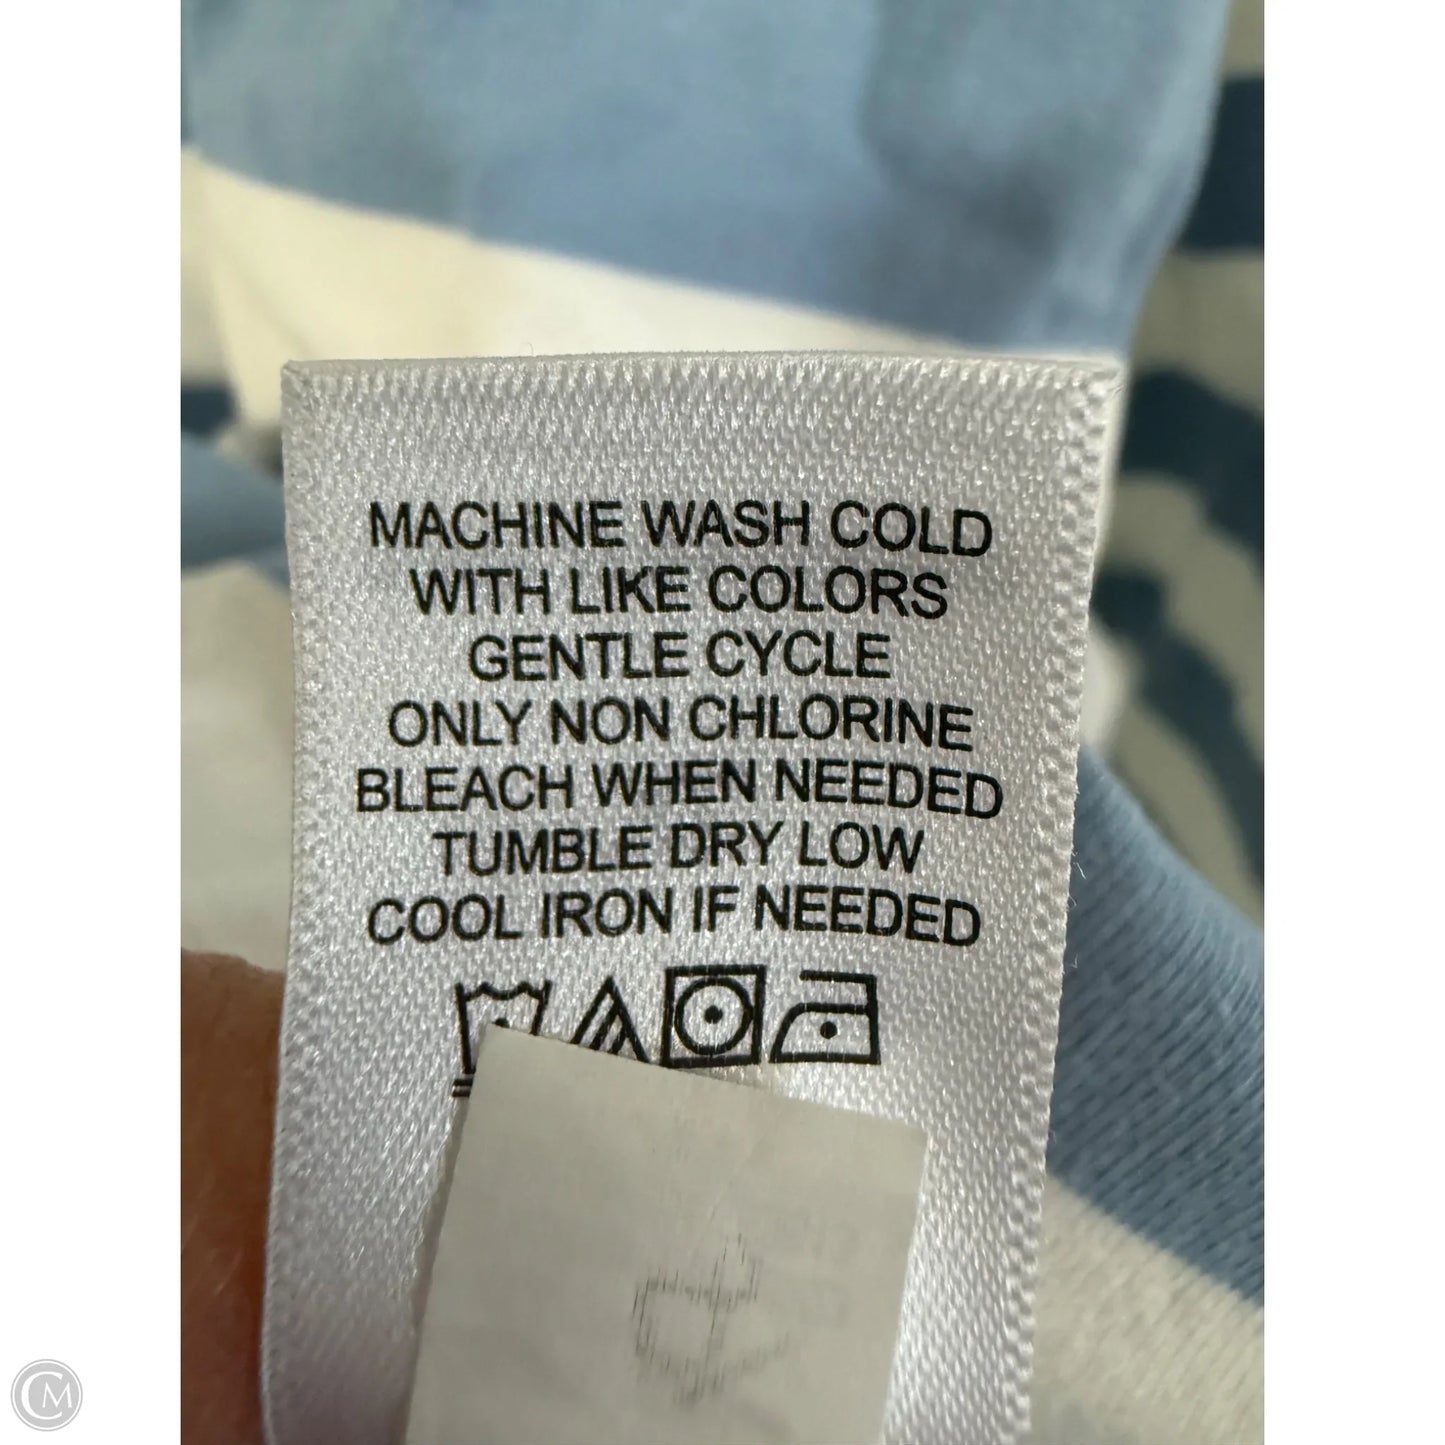 MACHINE WASH COLD
WITH LIKE COLORS
GENTLE CYCLE
ONLY NON CHLORINE
BLEACH WHEN NEEDED
TUMBLE DRY LOW
COOL IRON IF NEEDED
CM